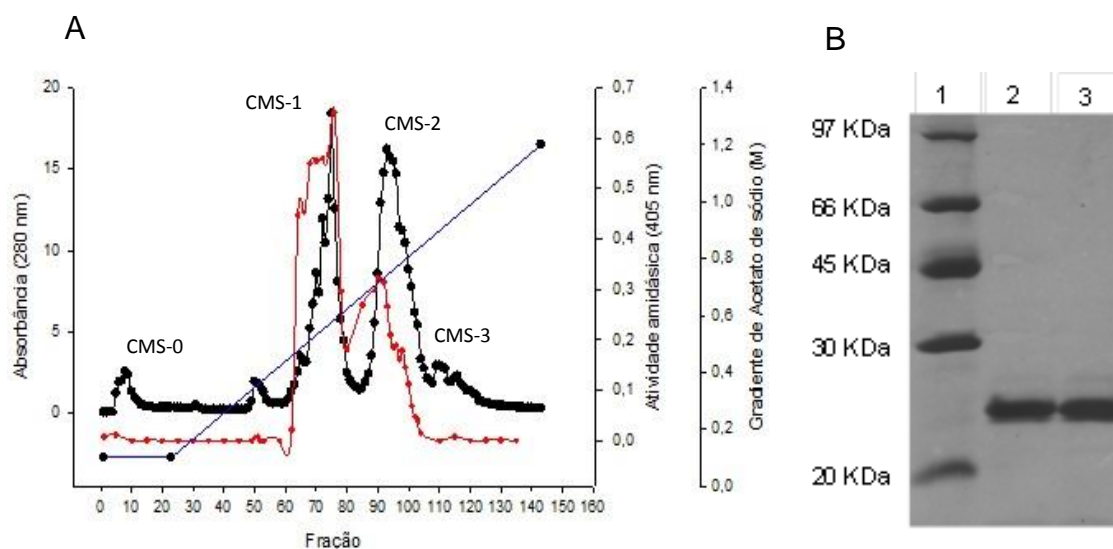 A
B
CMS-0
CMS-1
CMS-2
CMS-3
Absorbância (280 nm)
20
15
10
5
0
Atividade amidásica (405 nm)
0,7
0,6
0,5
0,4
0,3
0,2
0,1
0,0
Gradiente de Acetato de sódio (M)
1,4
1,2
1,0
0,8
0,6
0,4
0,2
0,0
0 10 20 30 40 50 60 70 80 90 100 110 120 130 140 150 160
Fração
1 2 3
97 KDa
66 KDa
45 KDa
30 KDa
20 KDa